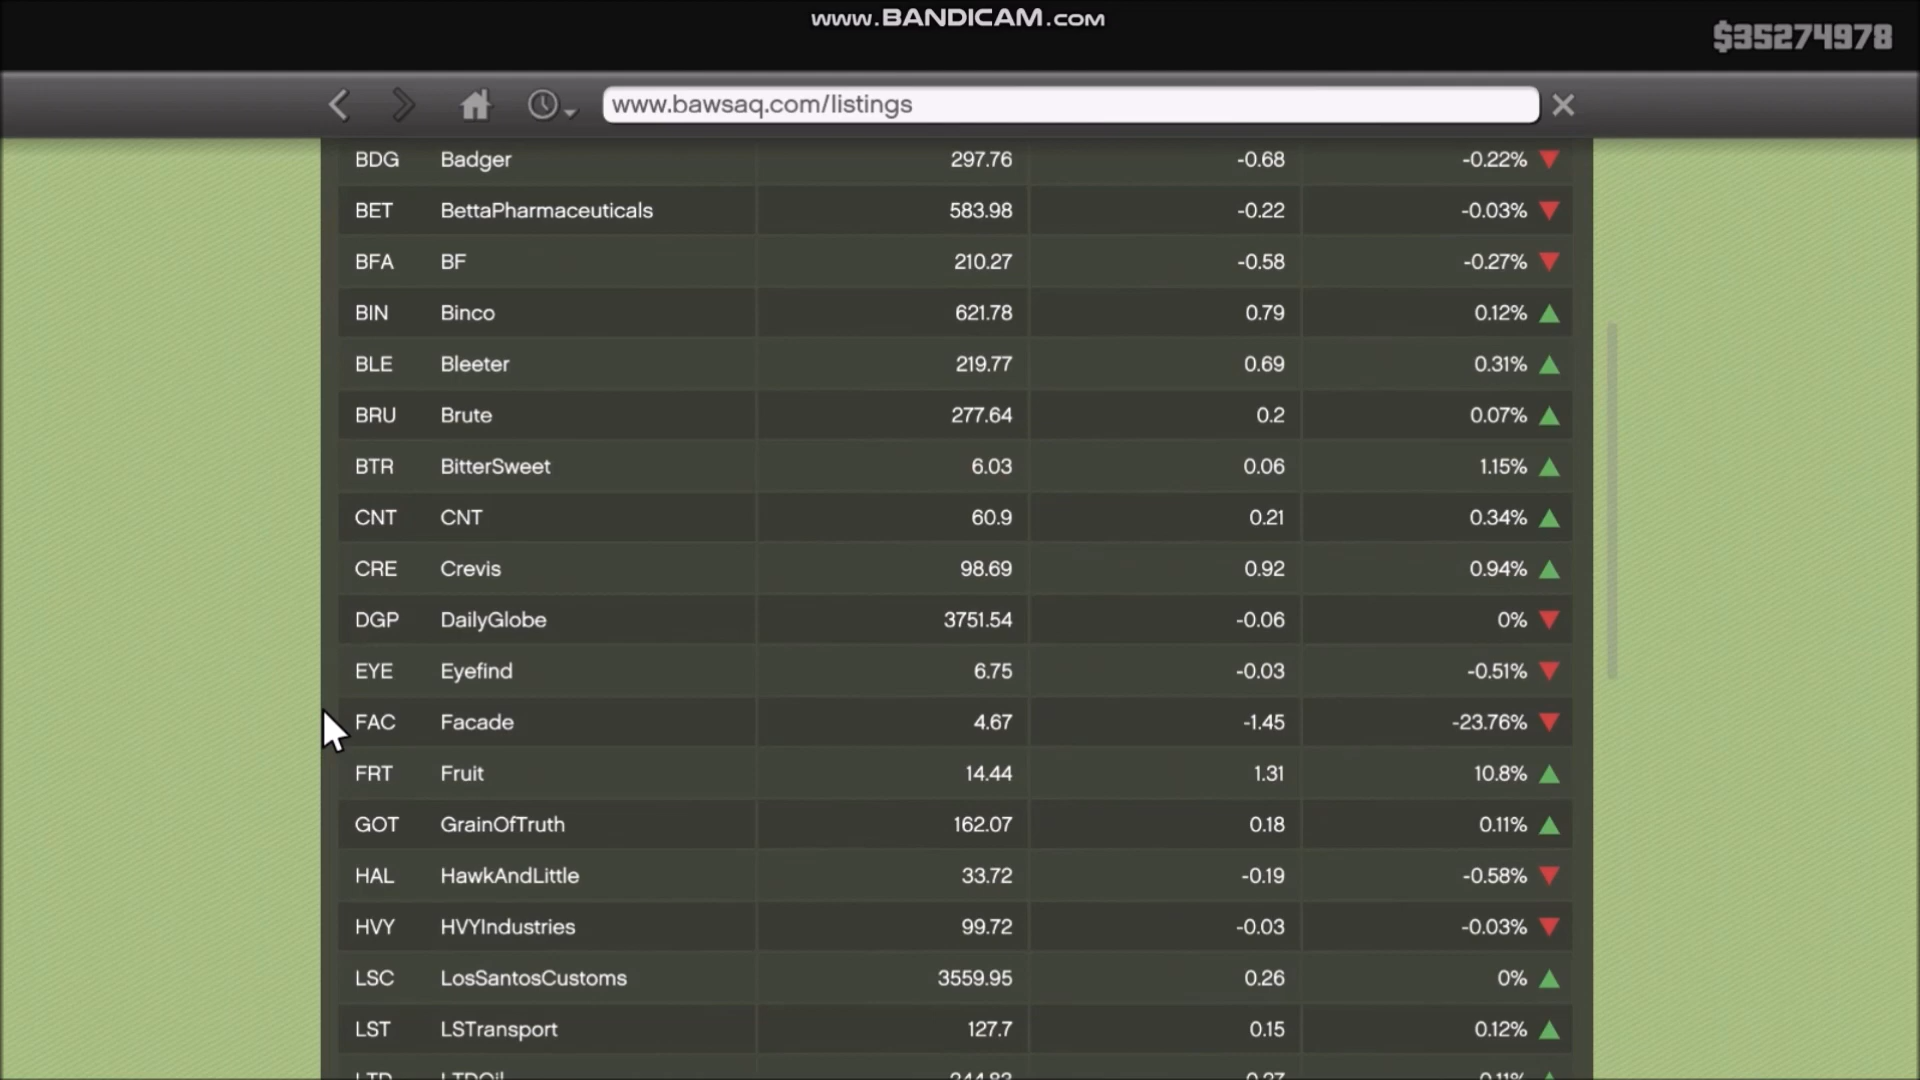 www.BANDICAM.com
$35274978
www.bawsaq.com/listings
BDG Badger 297.76 -0.68 -0.22%
BET BettaPharmaceuticals 583.98 -0.22 -0.03%
BFA BF 210.27 -0.58 -0.27%
BIN Binco 621.78 0.79 0.12%
BLE Bleeter 219.77 0.69 0.31%
BRU Brute 277.64 0.2 0.07%
BTR BitterSweet 6.03 0.06 1.15%
CNT CNT 60.9 0.21 0.34%
CRE Crevis 98.69 0.92 0.94%
DGP DailyGlobe 3751.54 -0.06 0%
EYE Eyefind 6.75 -0.03 -0.51%
FAC Facade 4.67 -1.45 -23.76%
FRT Fruit 14.44 1.31 10.8%
GOT GrainOfTruth 162.07 0.18 0.11%
HAL HawkAndLittle 33.72 -0.19 -0.58%
HVY HVYIndustries 99.72 -0.03 -0.03%
LSC LosSantosCustoms 3559.95 0.26 0%
LST LSTransport 127.7 0.15 0.12%